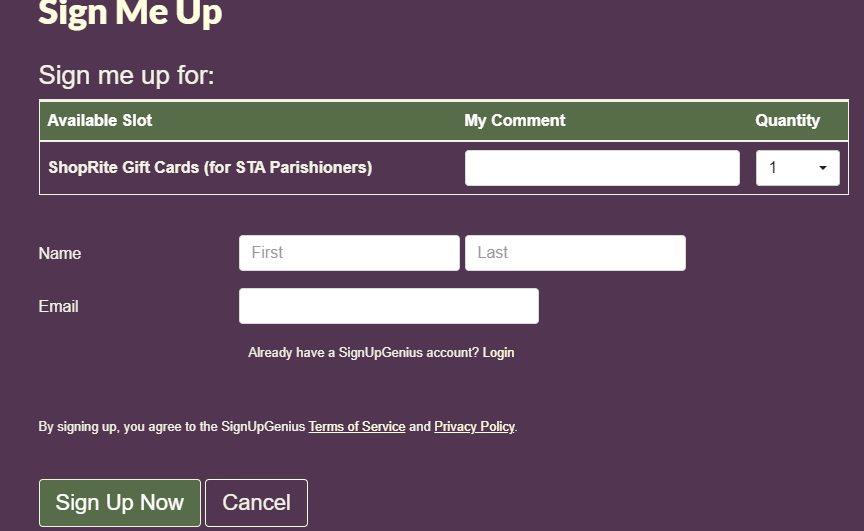 Sign Me Up
Sign me up for:
Available Slot My Comment Quantity
ShopRite Gift Cards (for STA Parishioners) 1
Name First Last
Email
Already have a SignUpGenius account? Login
By signing up, you agree to the SignUpGenius Terms of Service and Privacy Policy.
Sign Up Now Cancel